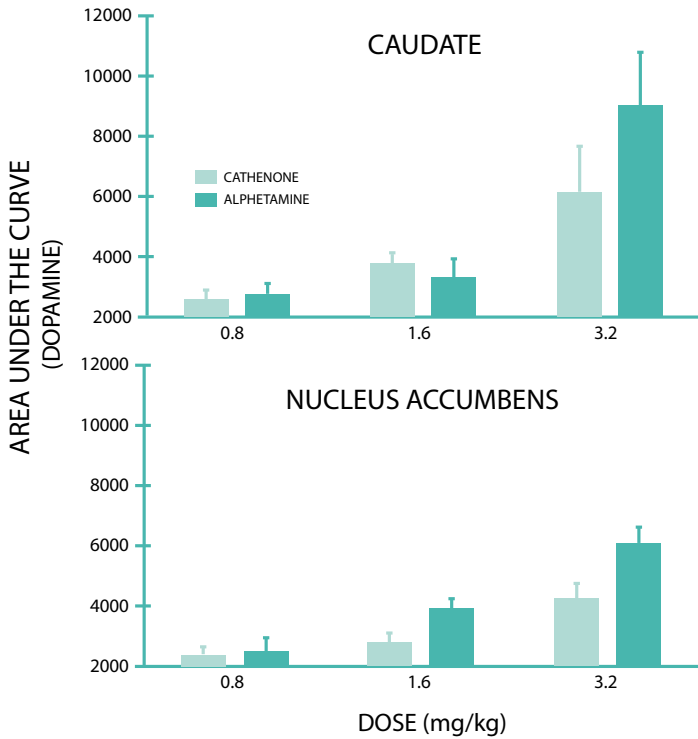 AREA UNDER THE CURVE
(DOPAMINE)
CAUDATE
12000
10000
8000
6000
4000
2000
CATHENONE
ALPHETAMINE
0.8 1.6 3.2
NUCLEUS ACCUMBENS
12000
10000
8000
6000
4000
2000
0.8 1.6 3.2
DOSE (mg/kg)